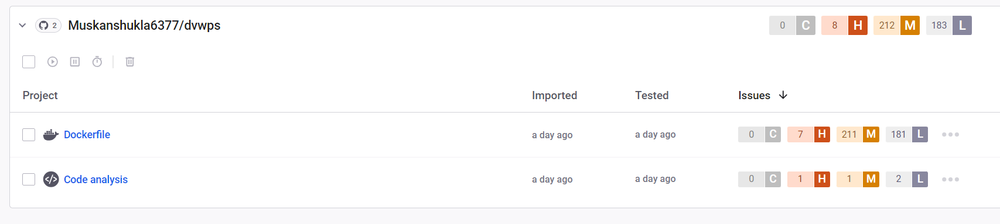 2 Muskanshukla6377/dvwps 0 C 8 H 212 M 183 L
Project Imported Tested Issues
Dockerfile a day ago a day ago 0 C 7 H 211 M 181 L
Code analysis a day ago a day ago 0 C 1 H 1 M 2 L